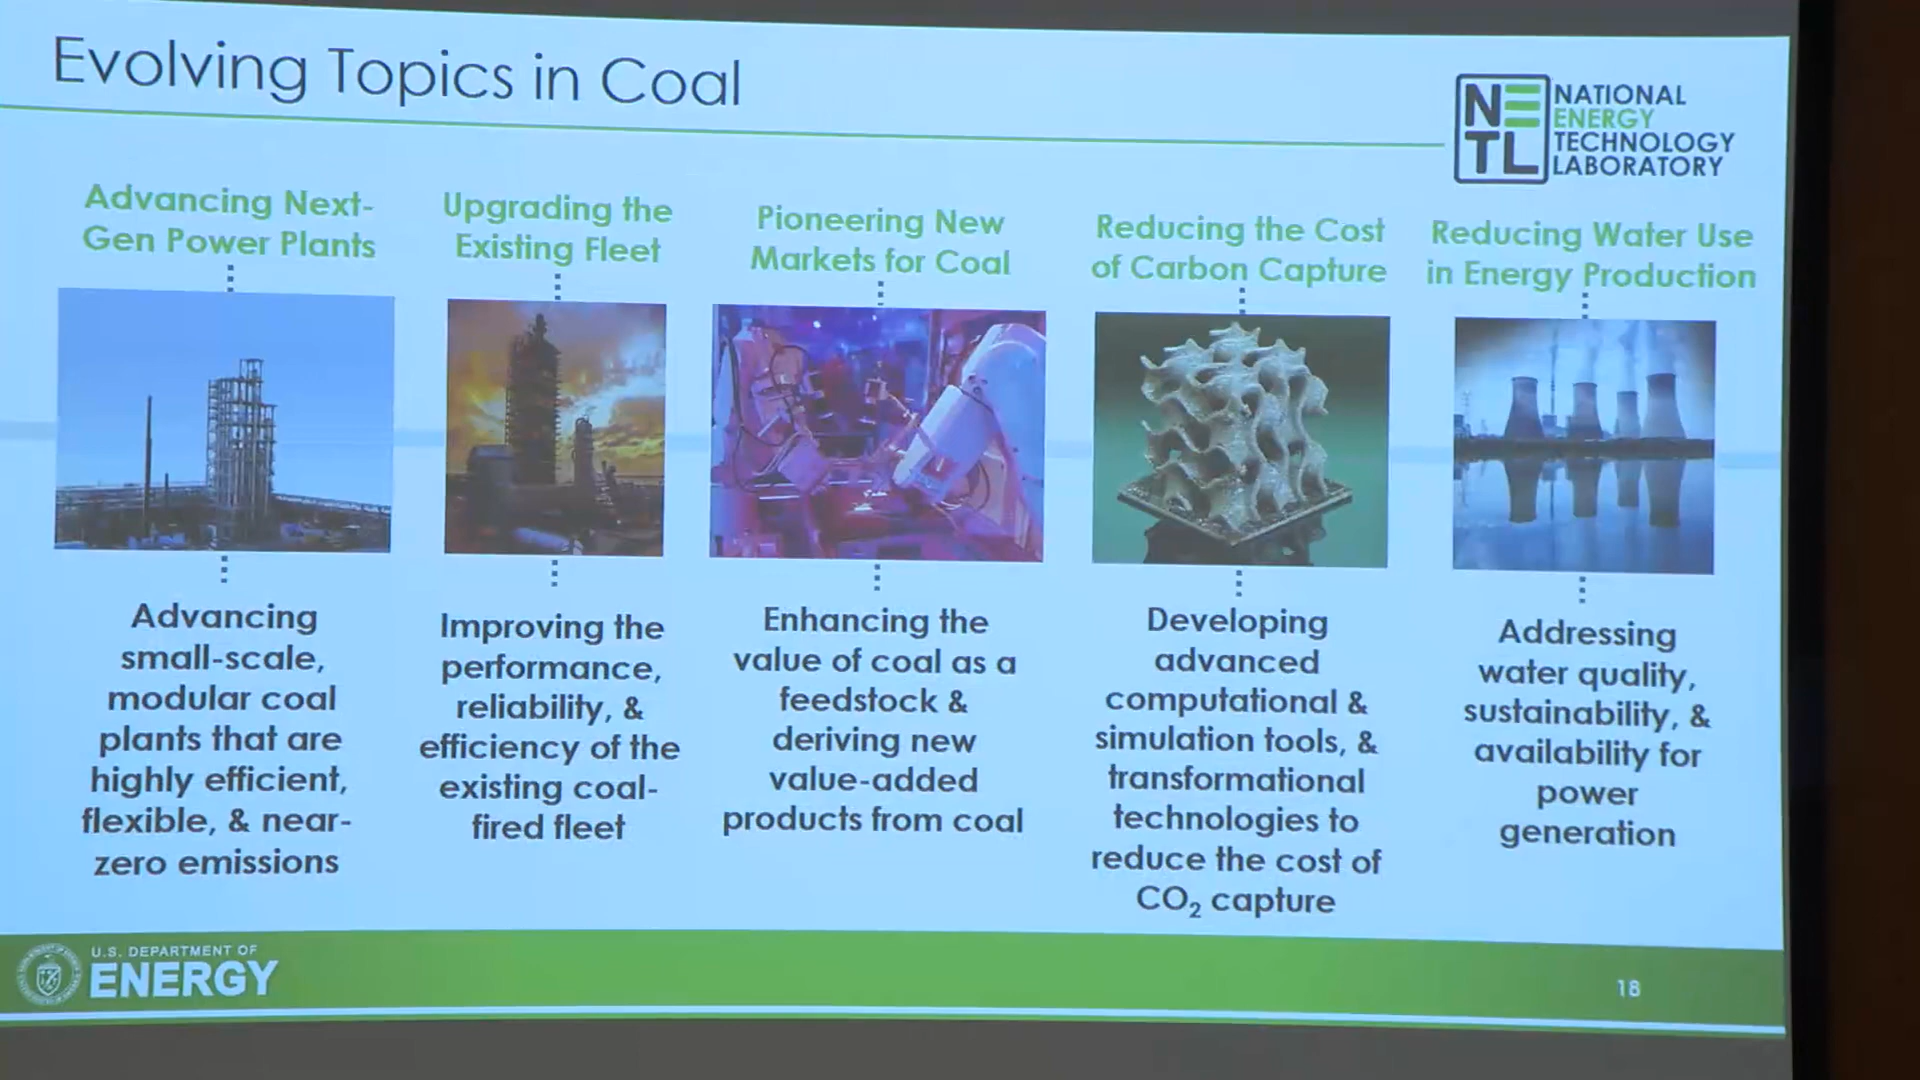 Evolving Topics in Coal
NATIONAL
ENERGY
TECHNOLOGY
LABORATORY
NE
TL
Advancing Next-
Gen Power Plants
Advancing
small-scale,
modular coal
plants that are
highly efficient,
flexible, & near-
zero emissions
Upgrading the
Existing Fleet
Improving the
performance,
reliability, &
efficiency of the
existing coal-
fired fleet
Pioneering New
Markets for Coal
Enhancing the
value of coal as a
feedstock &
deriving new
value-added
products from coal
Reducing the Cost
of Carbon Capture
Developing
advanced
computational &
simulation tools, &
transformational
technologies to
reduce the cost of
CO₂ capture
Reducing Water Use
in Energy Production
Addressing
water quality,
sustainability, &
availability for
power
generation
U.S. DEPARTMENT OF
ENERGY
18